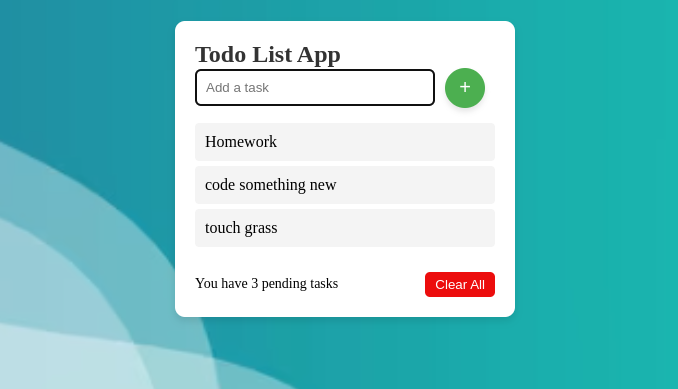 Todo List App
Add a task
+
Homework
code something new
touch grass
You have 3 pending tasks
Clear All